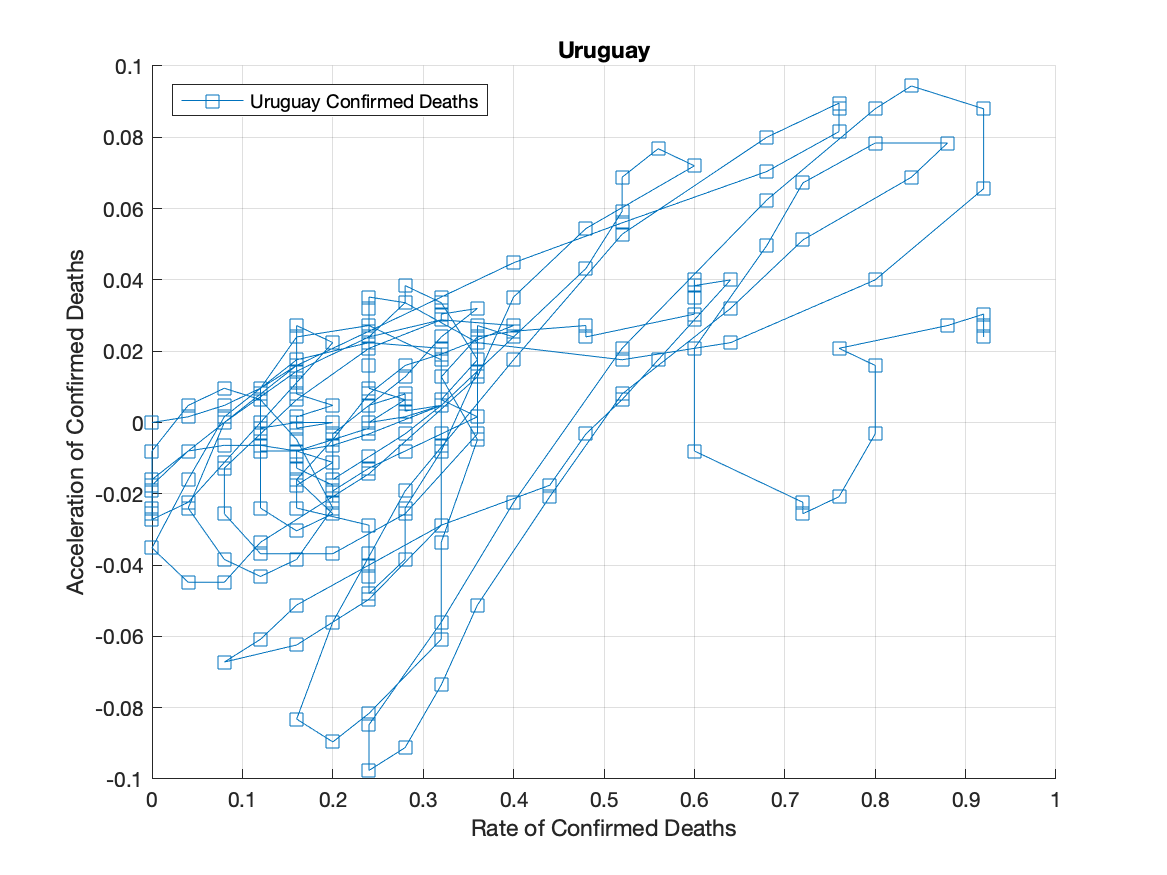 Uruguay
0.1
Uruguay Confirmed Deaths
0.08
0.06
0.04
0.02
0
-0.02
-0.04
-0.06
-0.08
-0.1
Acceleration of Confirmed Deaths
0 0.1 0.2 0.3 0.4 0.5 0.6 0.7 0.8 0.9 1
Rate of Confirmed Deaths